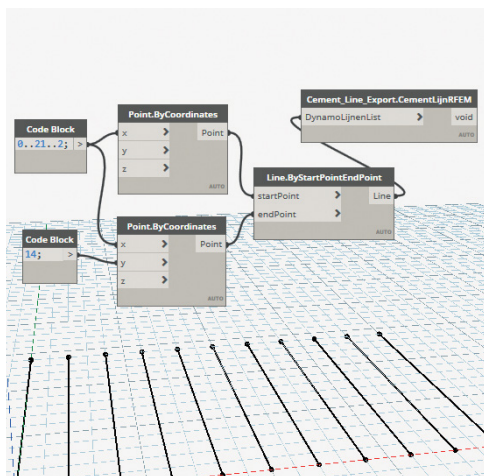 Cement_Line_Export.CementLijnRFEM
DynamoLijnenList > void
Point.ByCoordinates
x > Point
y >
z >
AUTO
Code Block
0..21..2; >
Line.ByStartPointEndPoint
startPoint > Line
endPoint >
AUTO
Point.ByCoordinates
x > Point
y >
z >
AUTO
Code Block
14; >